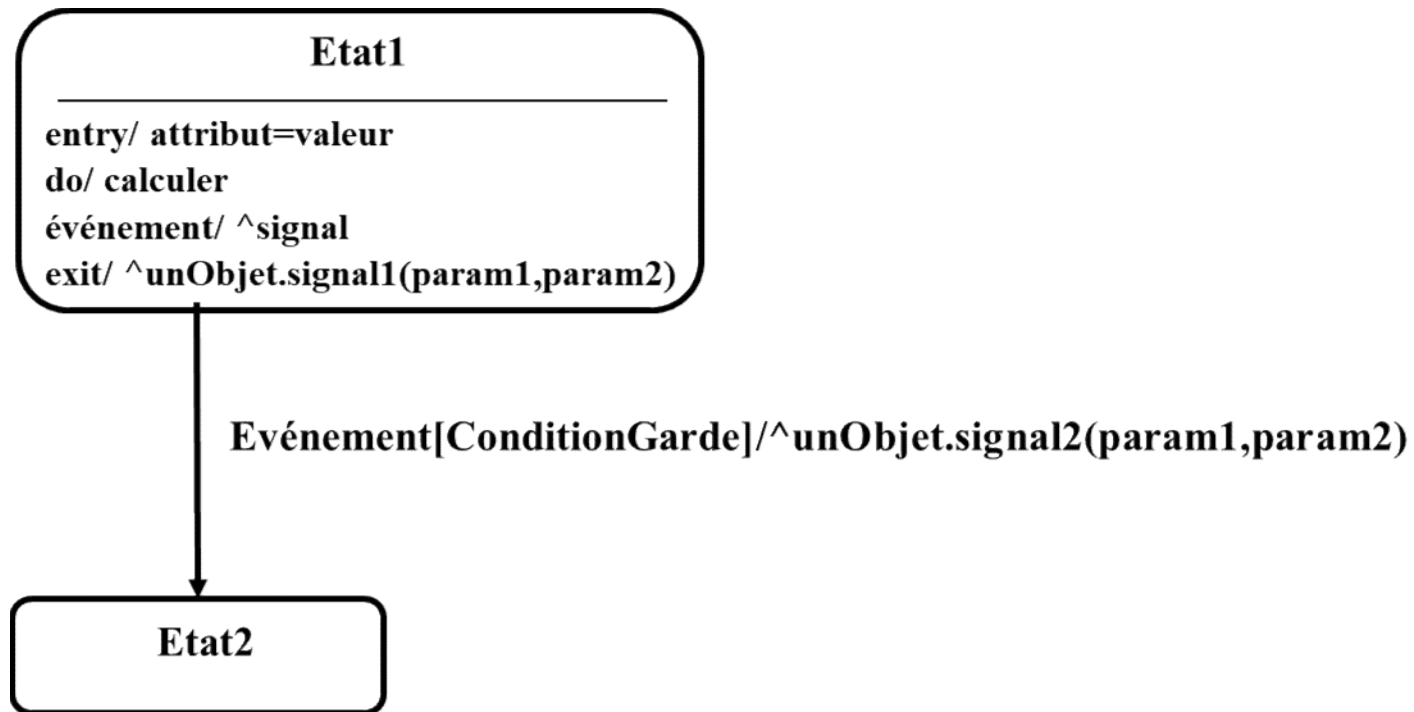 Etat1
entry/ attribut=valeur
do/ calculer
événement/ ^signal
exit/ ^unObjet.signal1(param1,param2)
Evénement[ConditionGarde]/^unObjet.signal2(param1,param2)
Etat2